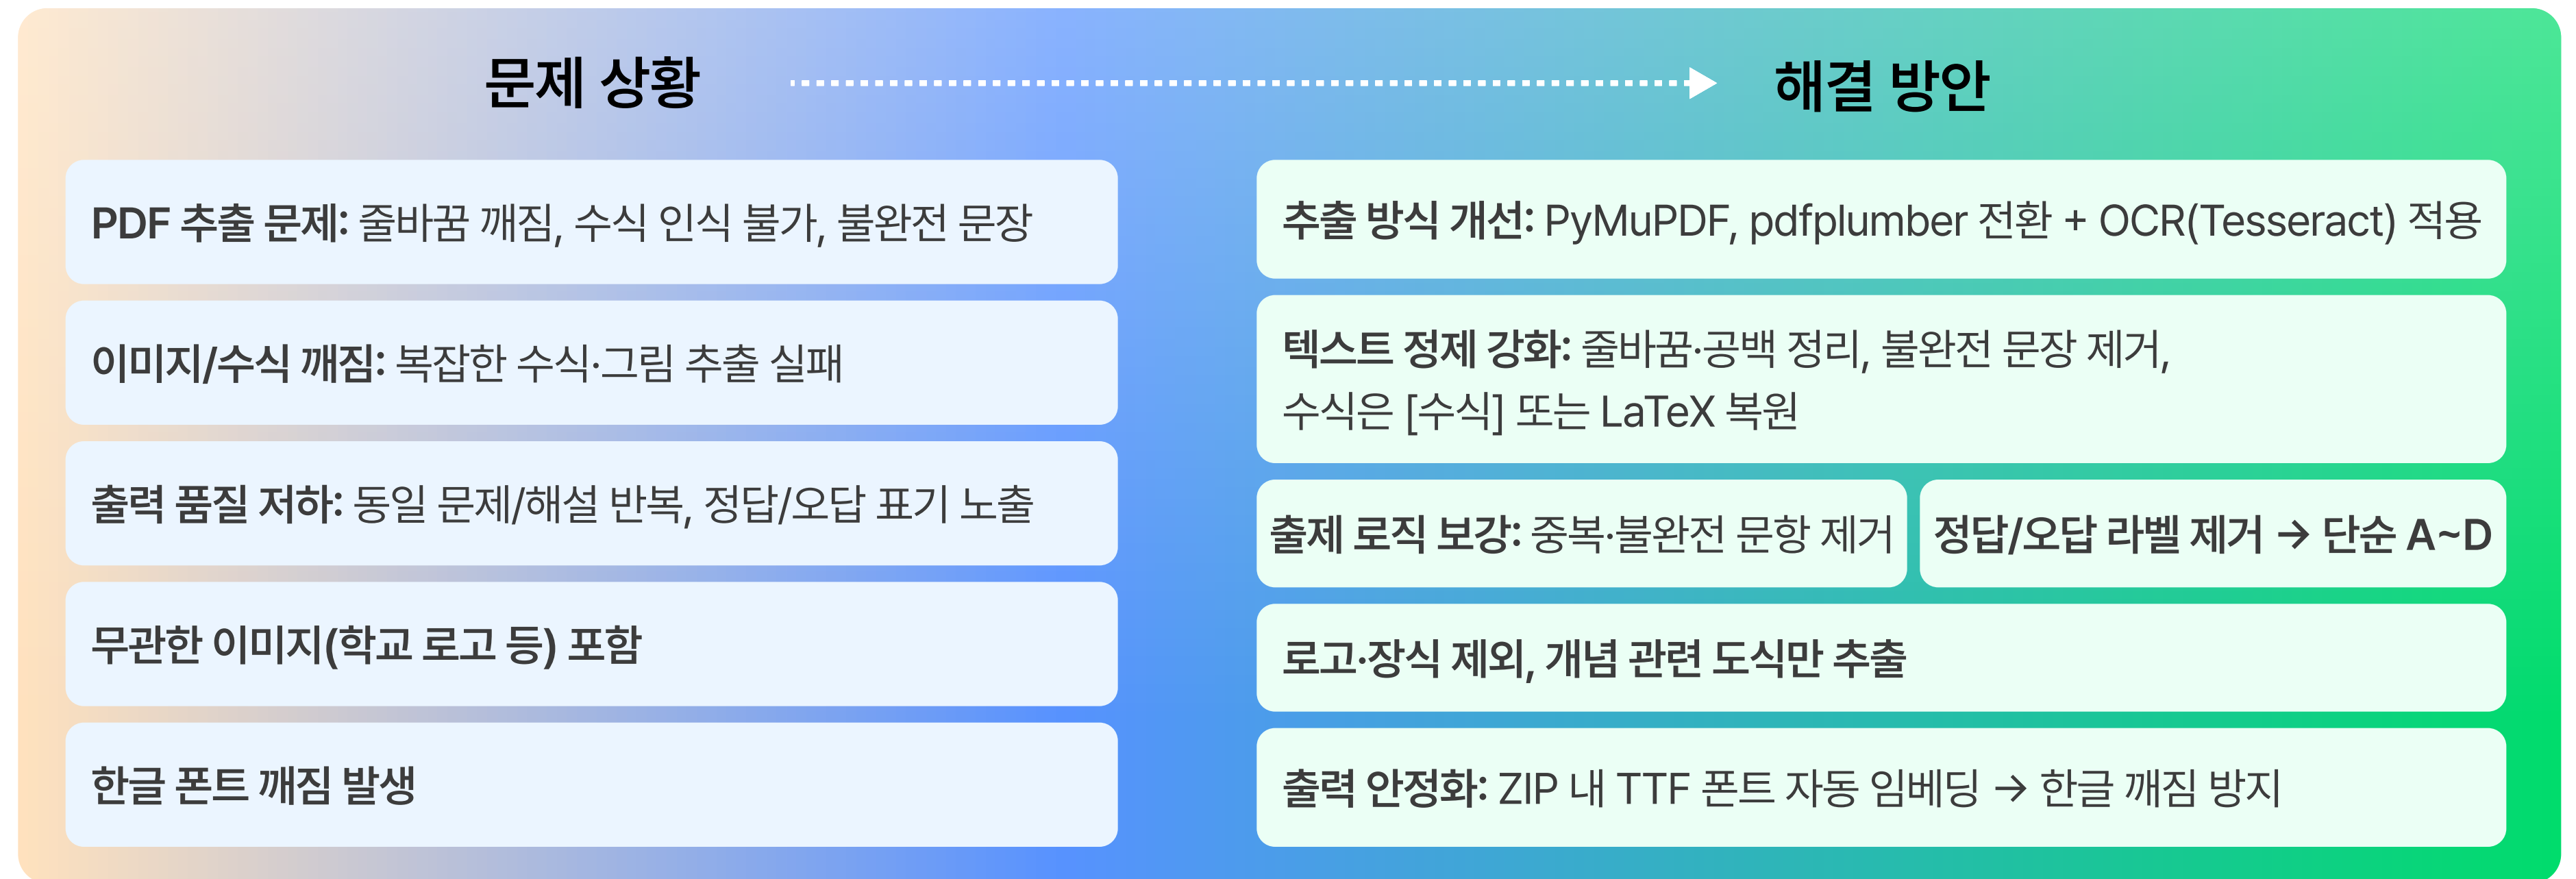 문제 상황
해결 방안
PDF 추출 문제: 줄바꿈 깨짐, 수식 인식 불가, 불완전 문장
이미지/수식 깨짐: 복잡한 수식·그림 추출 실패
출력 품질 저하: 동일 문제/해설 반복, 정답/오답 표기 노출
무관한 이미지(학교 로고 등) 포함
한글 폰트 깨짐 발생
추출 방식 개선: PyMuPDF, pdfplumber 전환 + OCR(Tesseract) 적용
텍스트 정제 강화: 줄바꿈·공백 정리, 불완전 문장 제거,
수식은 [수식] 또는 LaTeX 복원
출제 로직 보강: 중복·불완전 문항 제거
정답/오답 라벨 제거 → 단순 A~D
로고·장식 제외, 개념 관련 도식만 추출
출력 안정화: ZIP 내 TTF 폰트 자동 임베딩 → 한글 깨짐 방지